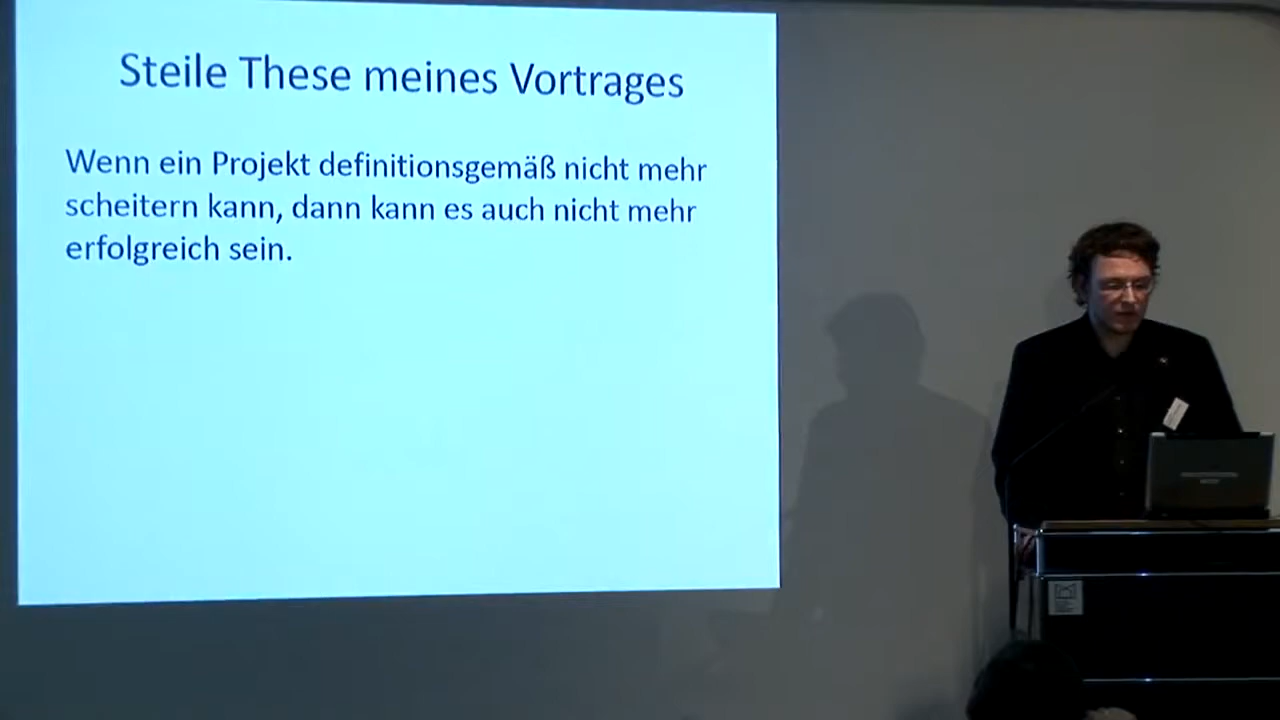 Steile These meines Vortrages
Wenn ein Projekt definitionsgemäß nicht mehr
scheitern kann, dann kann es auch nicht mehr
erfolgreich sein.